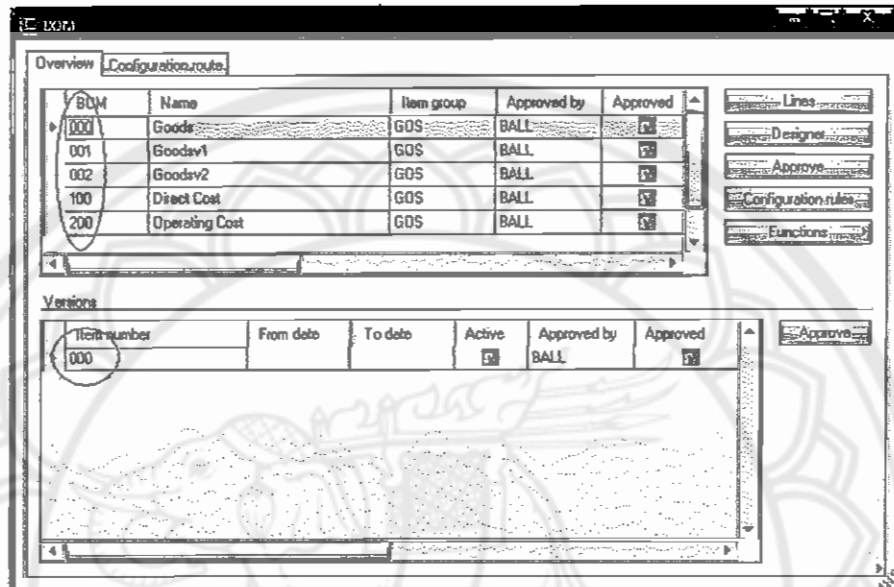 BOM
Overview Configuration route
BOM Name Item group Approved by Approved
000 Goods GOS BALL
001 Goodsv1 GOS BALL
002 Goodsv2 GOS BALL
100 Direct Cost GOS BALL
200 Operating Cost GOS BALL
Lines
Designer
Approve
Configuration rules
Functions
Versions
Item number From date To date Active Approved by Approved
000 BALL
Approve